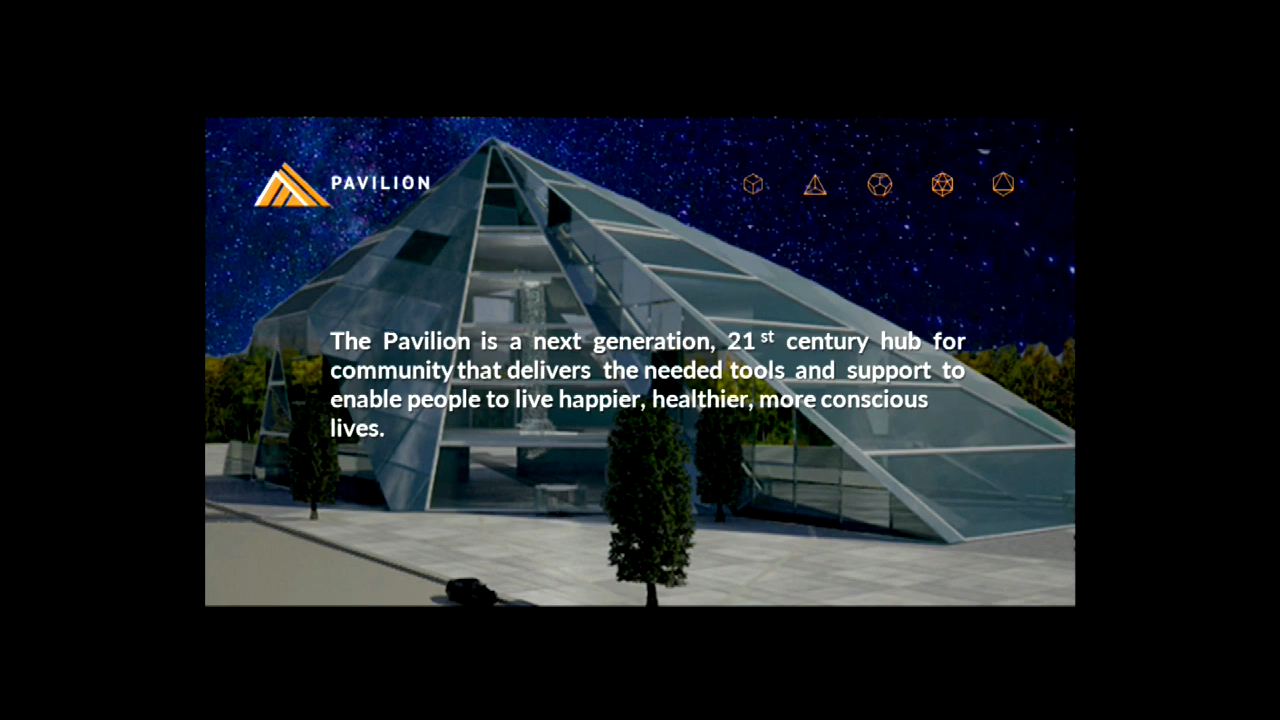 PAVILION
The Pavilion is a next generation, 21st century hub for
community that delivers the needed tools and support to
enable people to live happier, healthier, more conscious
lives.